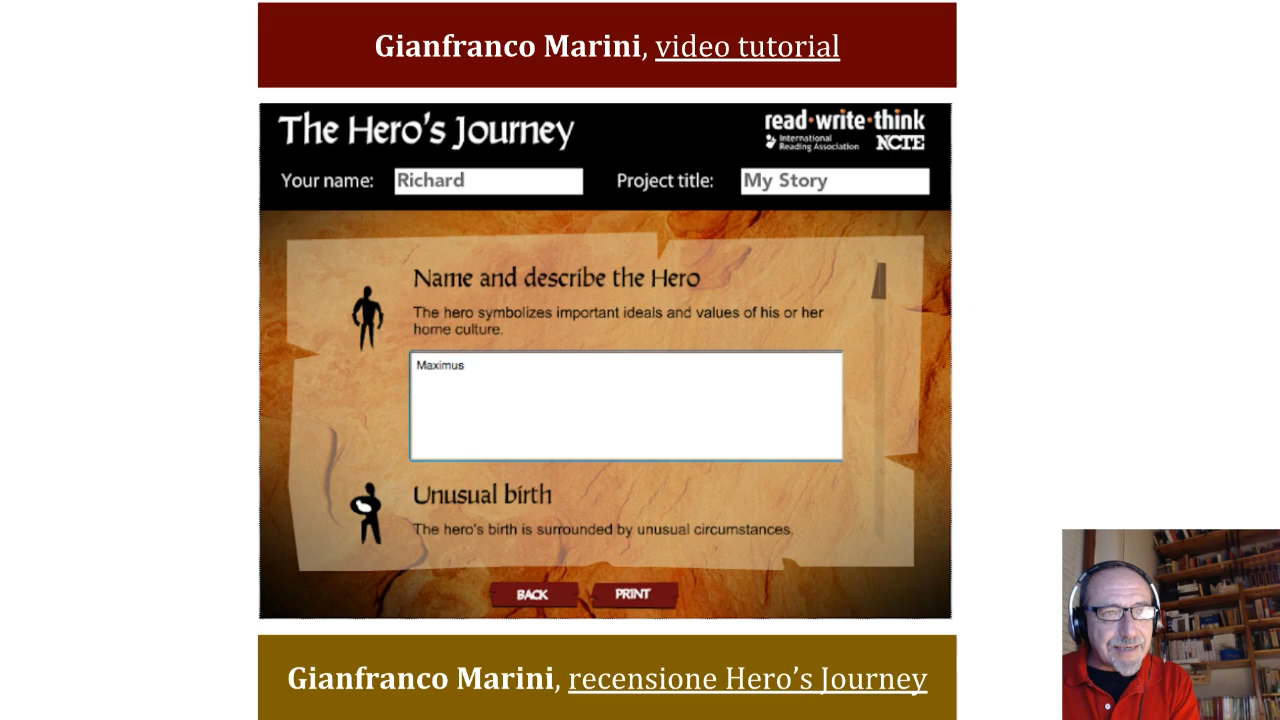 Gianfranco Marini, video tutorial
The Hero's Journey
read·write·think
International
Reading Association
NCTE
Your name: Richard
Project title: My Story
Name and describe the Hero
The hero symbolizes important ideals and values of his or her
home culture.
Maximus
Unusual birth
The hero's birth is surrounded by unusual circumstances.
BACK
PRINT
Gianfranco Marini, recensione Hero’s Journey